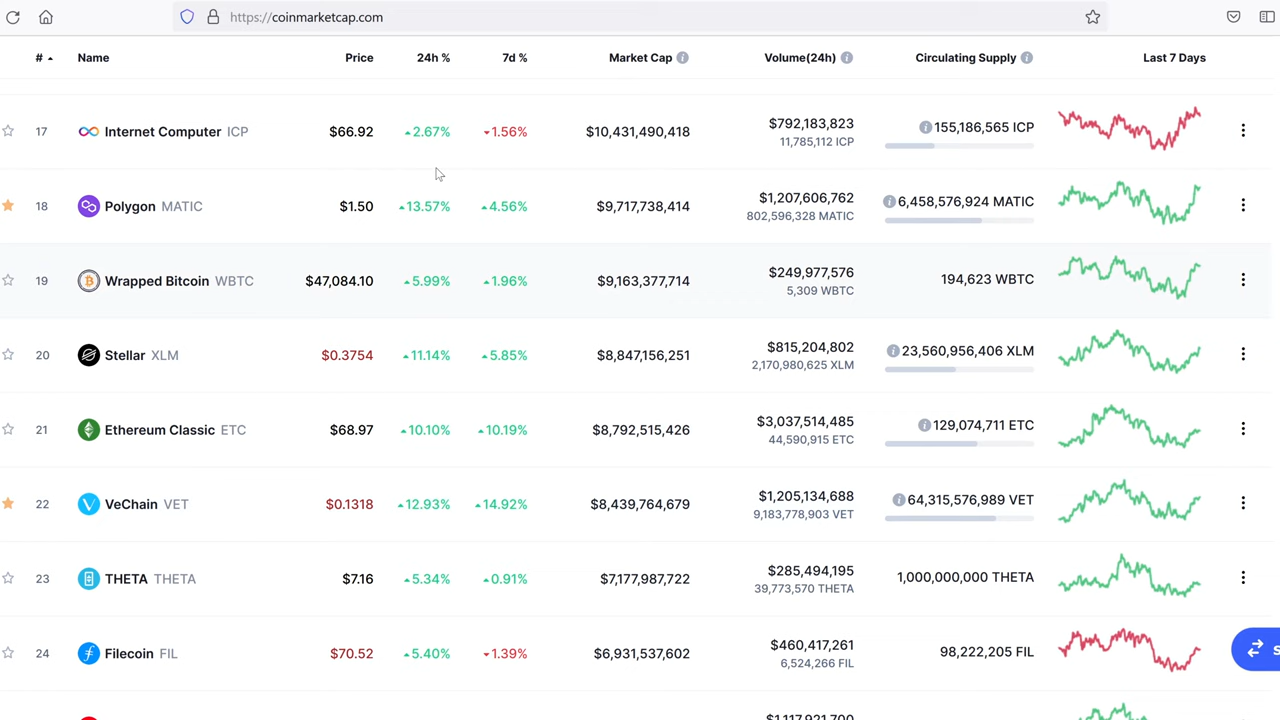 https://coinmarketcap.com
# Name Price 24h % 7d % Market Cap Volume(24h) Circulating Supply Last 7 Days
17 Internet Computer ICP $66.92 2.67% 1.56% $10,431,490,418 $792,183,823 155,186,565 ICP
11,785,112 ICP
18 Polygon MATIC $1.50 13.57% 4.56% $9,717,738,414 $1,207,606,762 6,458,576,924 MATIC
802,596,328 MATIC
19 Wrapped Bitcoin WBTC $47,084.10 5.99% 1.96% $9,163,377,714 $249,977,576 194,623 WBTC
5,309 WBTC
20 Stellar XLM $0.3754 11.14% 5.85% $8,847,156,251 $815,204,802 23,560,956,406 XLM
2,170,980,625 XLM
21 Ethereum Classic ETC $68.97 10.10% 10.19% $8,792,515,426 $3,037,514,485 129,074,711 ETC
44,590,915 ETC
22 VeChain VET $0.1318 12.93% 14.92% $8,439,764,679 $1,205,134,688 64,315,576,989 VET
9,183,778,903 VET
23 THETA THETA $7.16 5.34% 0.91% $7,177,987,722 $285,494,195 1,000,000,000 THETA
39,773,570 THETA
24 Filecoin FIL $70.52 5.40% 1.39% $6,931,537,602 $460,417,261 98,222,205 FIL
6,524,266 FIL